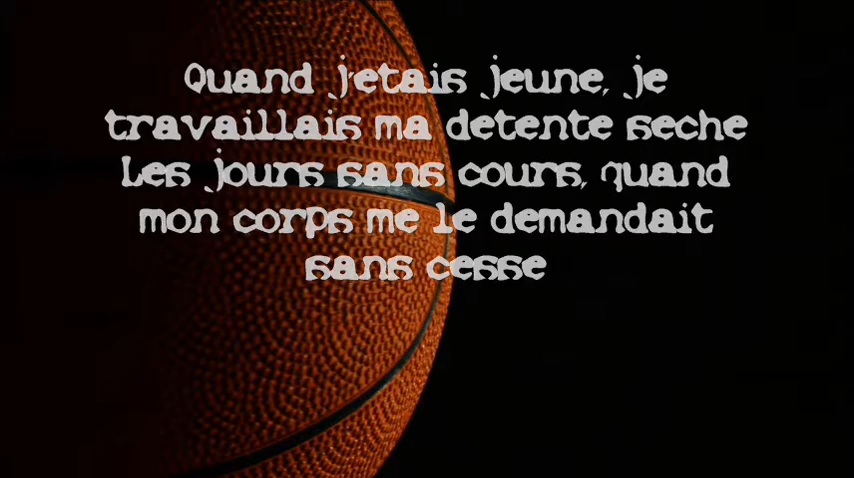 Quand j'etais jeune, je
travaillais ma detente seche
Les jours sans cours, quand
mon corps me le demandait
sans cesse